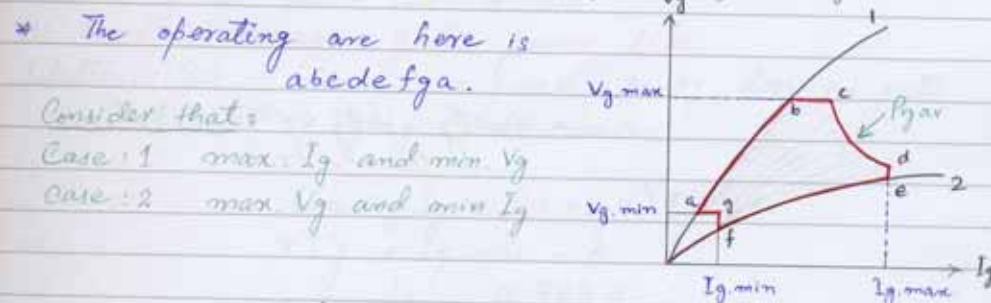 * The operating are here is
abcdefga.
Consider that:
Case: 1 max Ig and min Vg
case: 2 max Vg and min Ig
1
Vg.max
b
c
Pgav
d
e
2
Vg.min
a
g
f
Ig
Ig.min
Ig.max